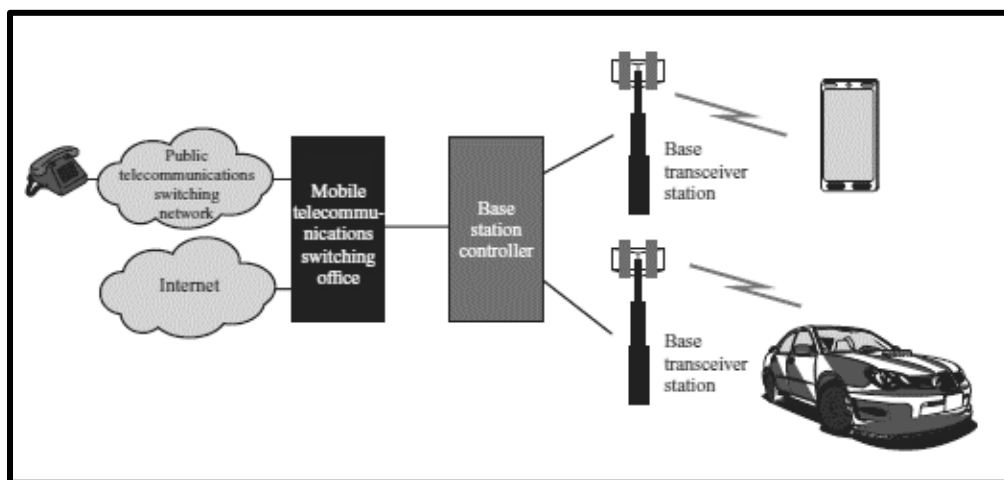 Public
telecommunications
switching
network
Internet
Mobile
telecommu-
nications
switching
office
Base
station
controller
Base
transceiver
station
Base
transceiver
station